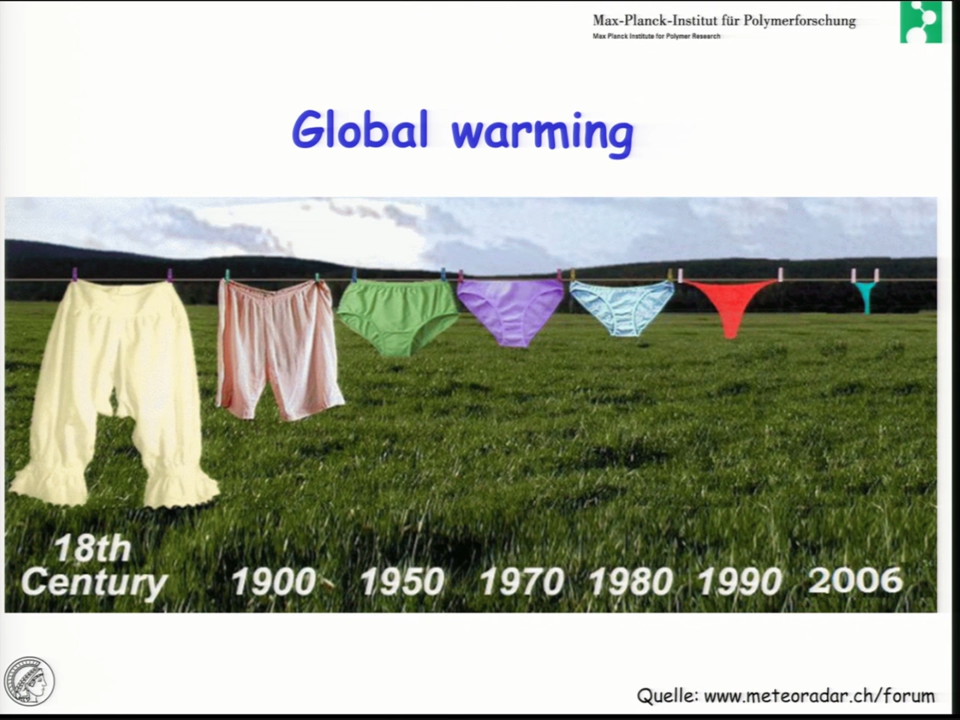 Max-Planck-Institut für Polymerforschung
Max Planck Institute for Polymer Research
Global warming
18th
Century
1900
1950
1970
1980
1990
2006
Quelle: www.meteoradar.ch/forum